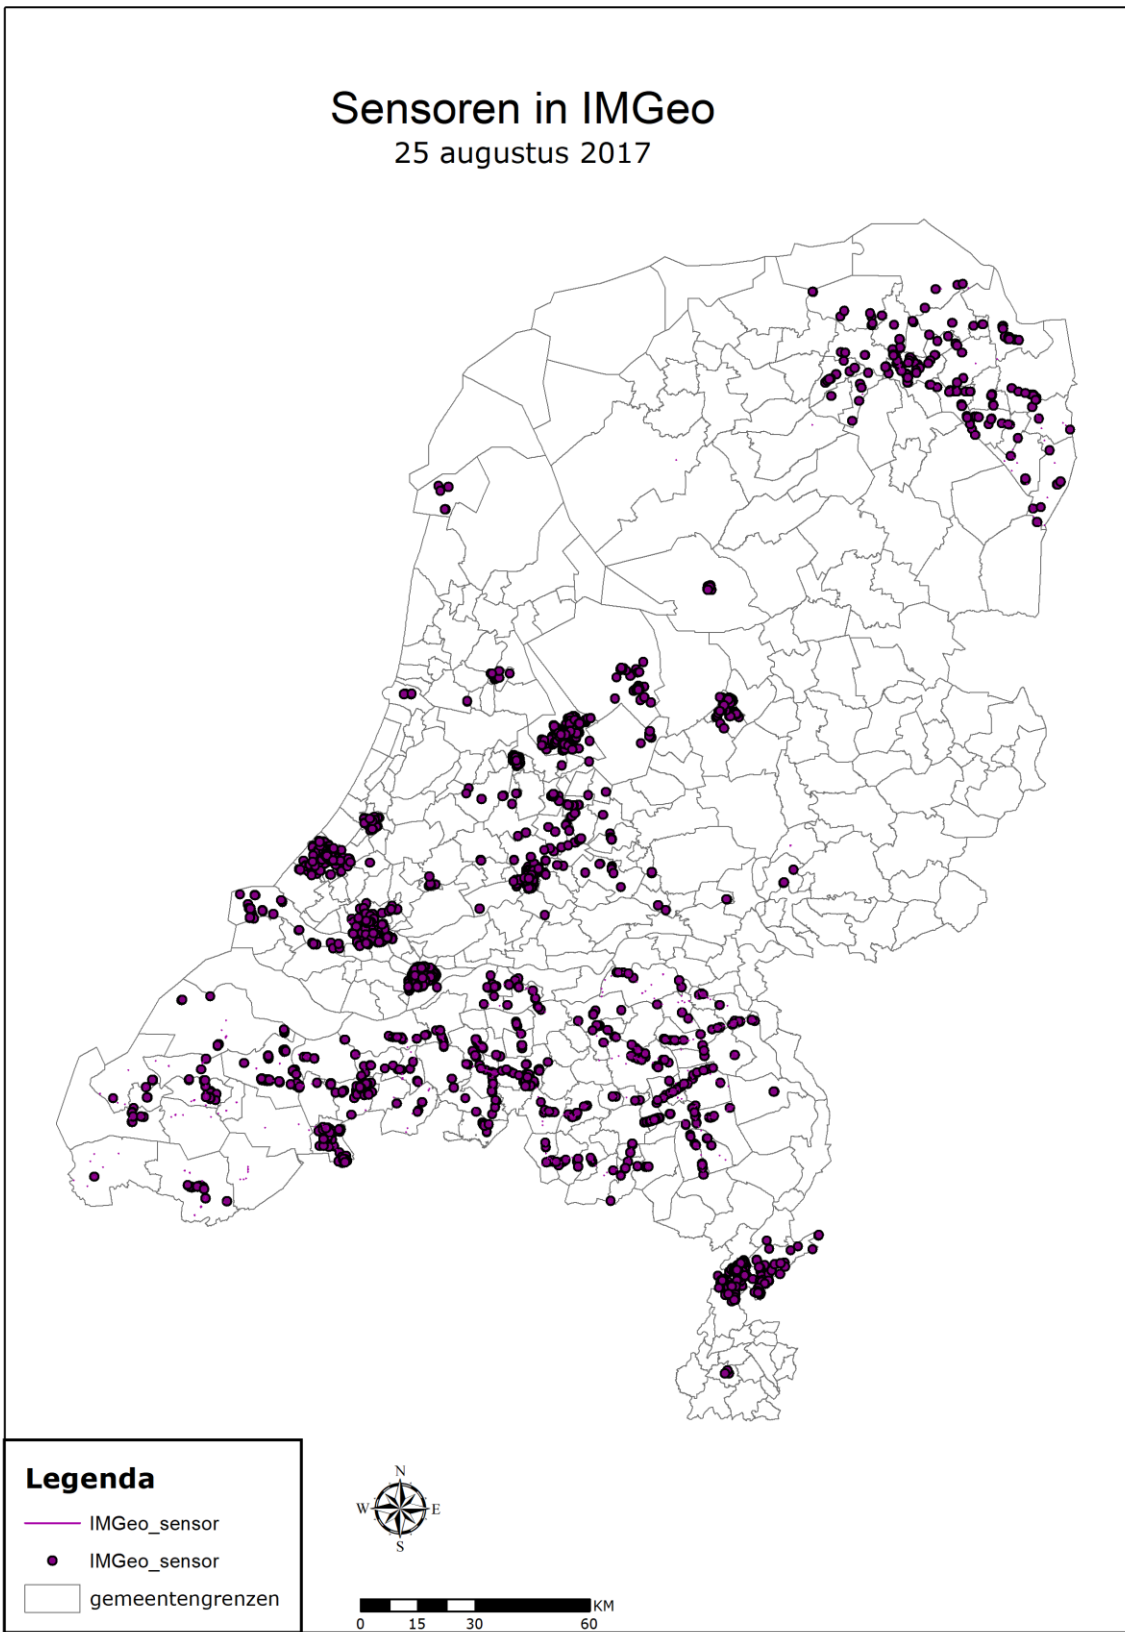 Sensoren in IMGeo
25 augustus 2017
Legenda
IMGeo_sensor
IMGeo_sensor
gemeentengrenzen
N
W E
S
KM
0 15 30 60